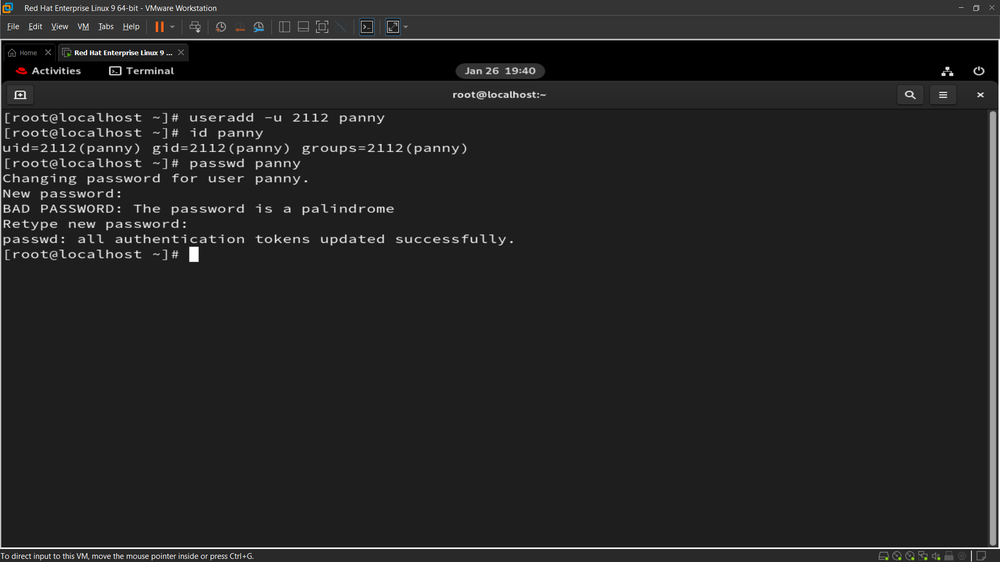 Red Hat Enterprise Linux 9 64-bit - VMware Workstation
File Edit View VM Tabs Help
Home Red Hat Enterprise Linux 9 ...
Activities Terminal Jan 26 19:40
root@localhost:~
[root@localhost ~]# useradd -u 2112 panny
[root@localhost ~]# id panny
uid=2112(panny) gid=2112(panny) groups=2112(panny)
[root@localhost ~]# passwd panny
Changing password for user panny.
New password:
BAD PASSWORD: The password is a palindrome
Retype new password:
passwd: all authentication tokens updated successfully.
[root@localhost ~]#
To direct input to this VM, move the mouse pointer inside or press Ctrl+G.